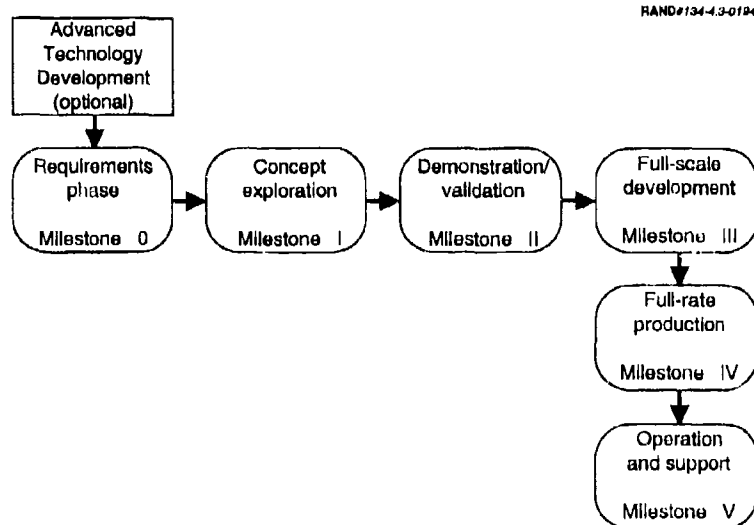 RAND#134-4.3-0194
Advanced
Technology
Development
(optional)
Requirements
phase
Milestone 0
Concept
exploration
Milestone I
Demonstration/
validation
Milestone II
Full-scale
development
Milestone III
Full-rate
production
Milestone IV
Operation
and support
Milestone V